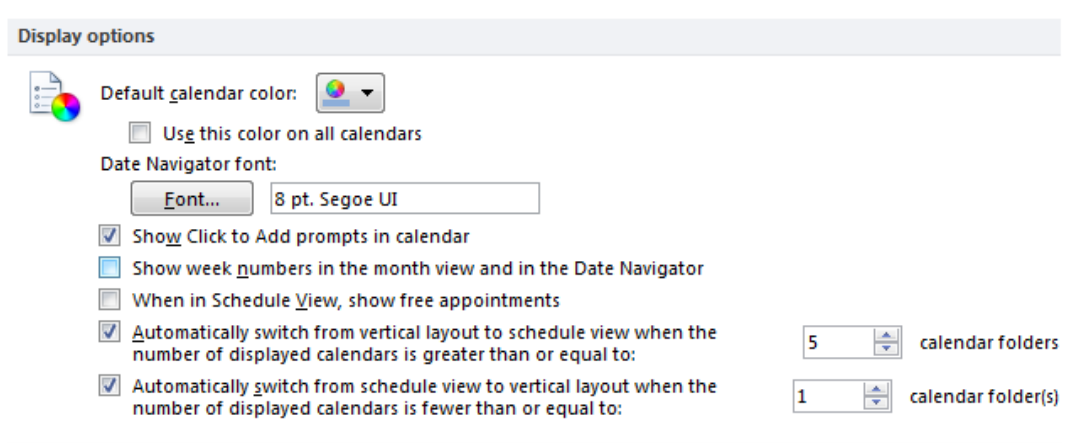 Display options
Default calendar color:
Use this color on all calendars
Date Navigator font:
Font... 8 pt. Segoe UI
Show Click to Add prompts in calendar
Show week numbers in the month view and in the Date Navigator
When in Schedule View, show free appointments
Automatically switch from vertical layout to schedule view when the
number of displayed calendars is greater than or equal to: 5 calendar folders
Automatically switch from schedule view to vertical layout when the
number of displayed calendars is fewer than or equal to: 1 calendar folder(s)